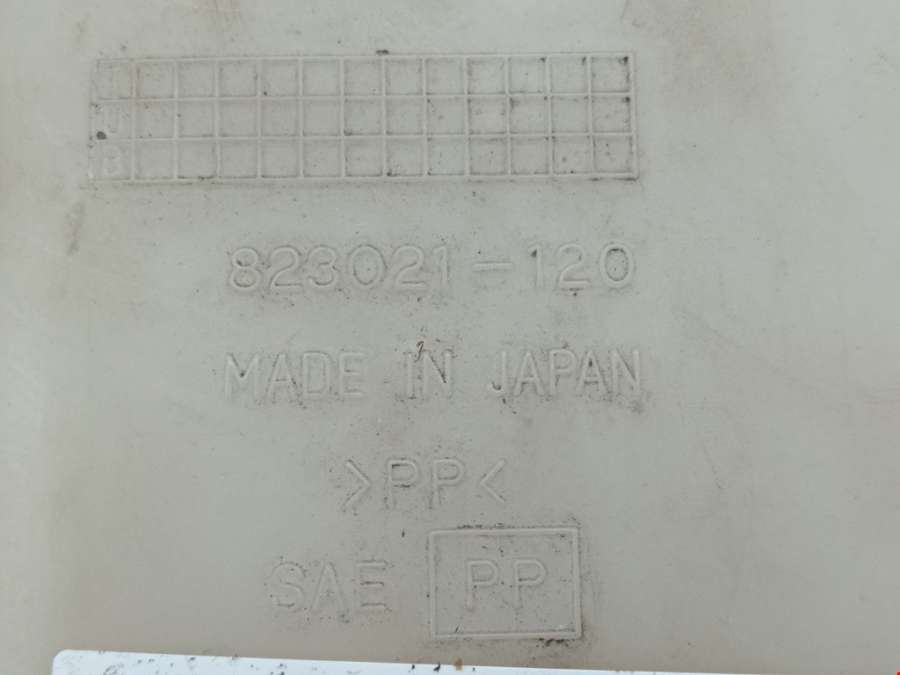 823021-120
MADE IN JAPAN
>PP<
SAE PP